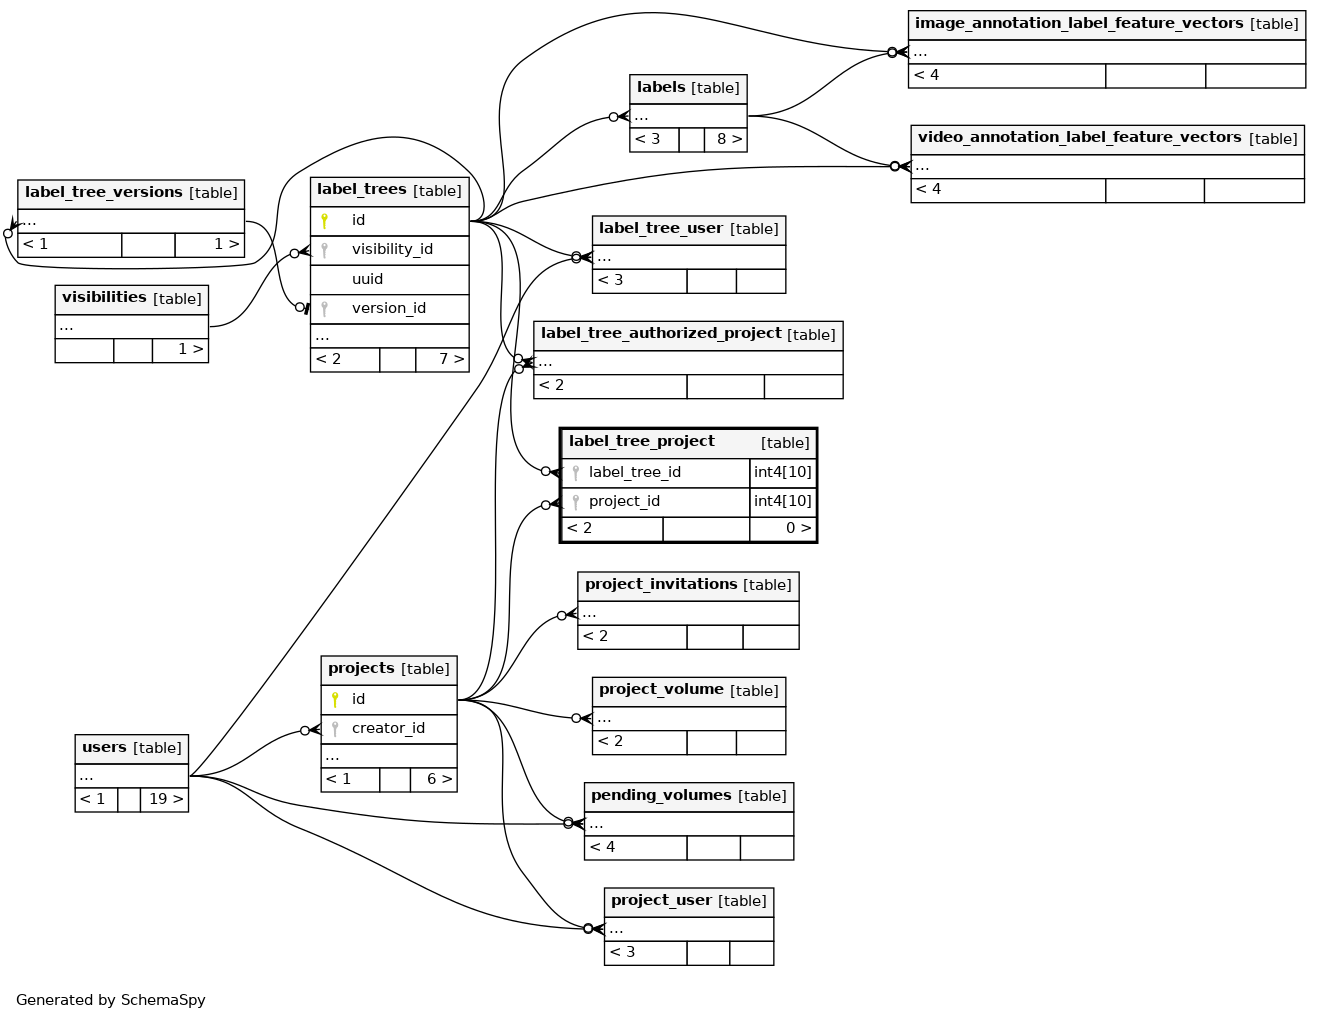 image_annotation_label_feature_vectors [table]
...
< 4
labels [table]
...
< 3 8 >
video_annotation_label_feature_vectors [table]
...
< 4
label_tree_versions [table]
...
< 1 1 >
label_trees [table]
id
visibility_id
uuid
version_id
...
< 2 7 >
label_tree_user [table]
...
< 3
visibilities [table]
...
1 >
label_tree_authorized_project [table]
...
< 2
label_tree_project [table]
label_tree_id int4[10]
project_id int4[10]
< 2 0 >
project_invitations [table]
...
< 2
projects [table]
id
creator_id
...
< 1 6 >
project_volume [table]
...
< 2
users [table]
...
< 1 19 >
pending_volumes [table]
...
< 4
project_user [table]
...
< 3
Generated by SchemaSpy